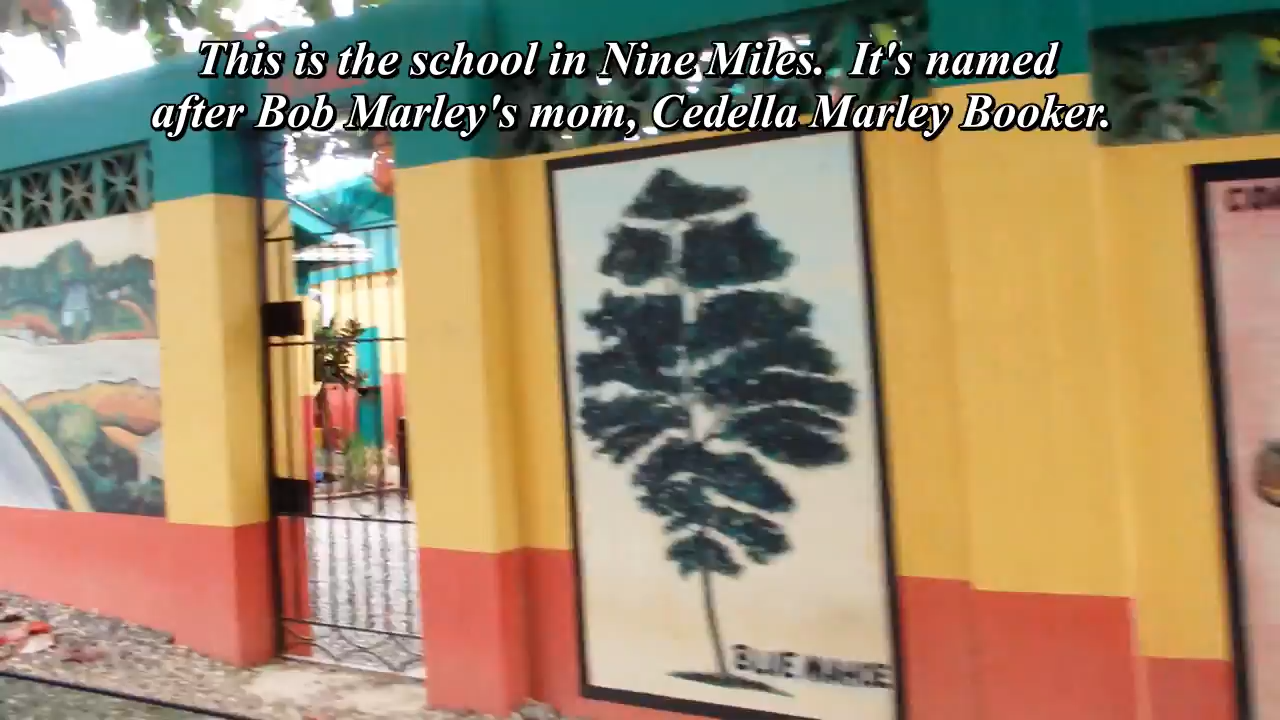 This is the school in Nine Miles. It's named
after Bob Marley's mom, Cedella Marley Booker.
BLUE MAHOE